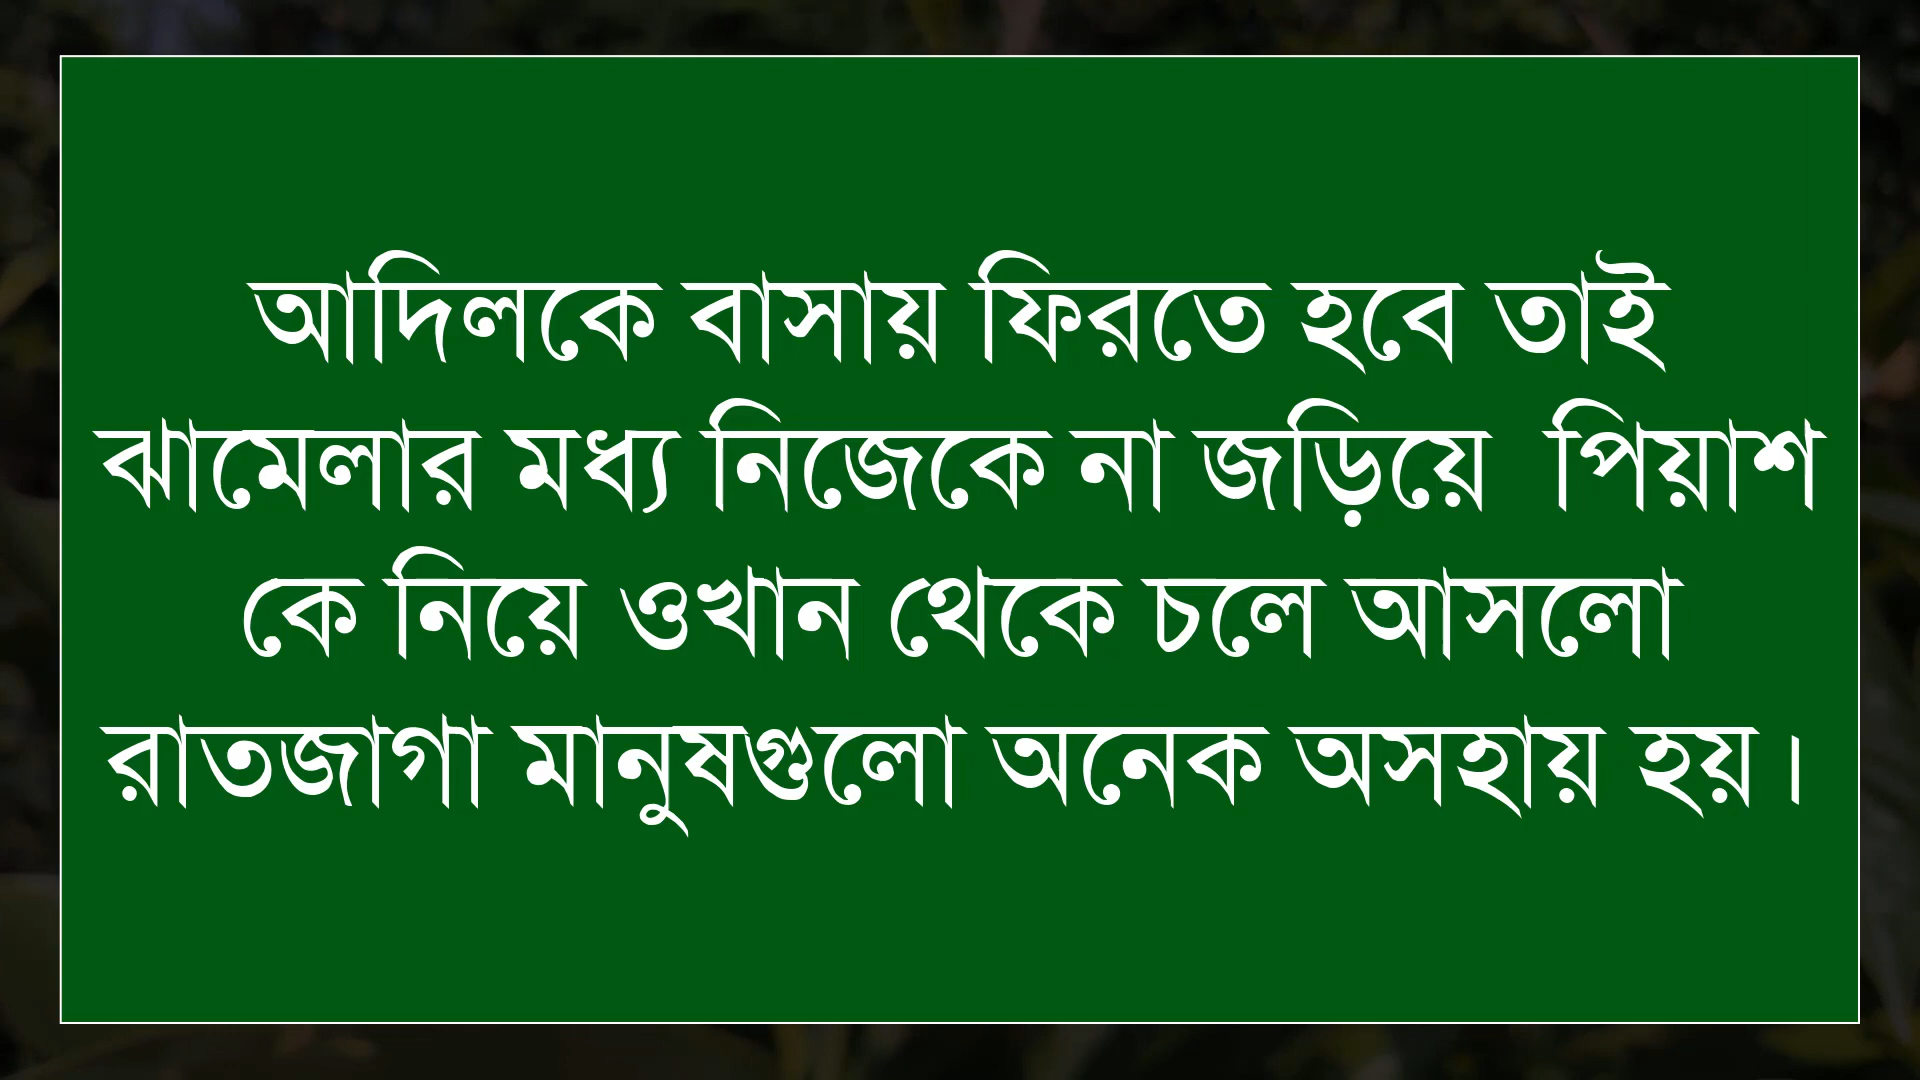 আদিলকে বাসায় ফিরতে হবে তাই
ঝামেলার মধ্য নিজেকে না জড়িয়ে  পিয়াশ
কে নিয়ে ওখান থেকে চলে আসলো
রাতজাগা মানুষগুলো অনেক অসহায় হয়।